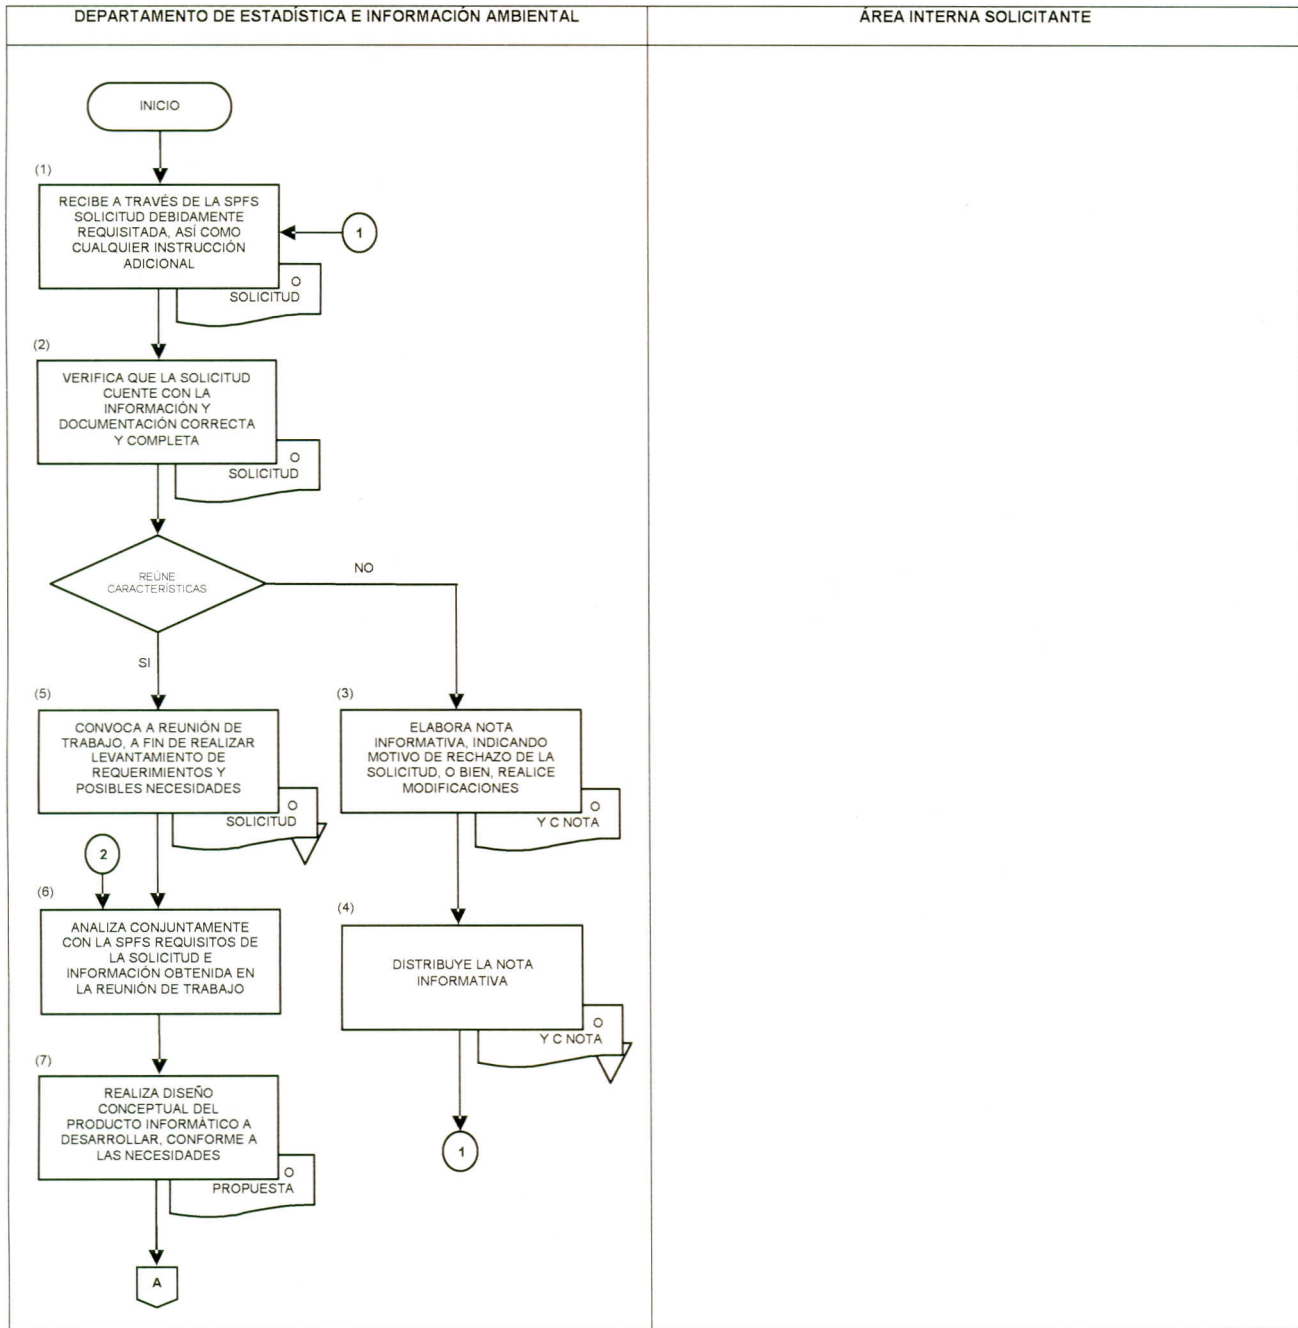 DEPARTAMENTO DE ESTADÍSTICA E INFORMACIÓN AMBIENTAL
ÁREA INTERNA SOLICITANTE
INICIO
(1)
RECIBE A TRAVÉS DE LA SPFS
SOLICITUD DEBIDAMENTE
REQUISITADA, ASÍ COMO
CUALQUIER INSTRUCCIÓN
ADICIONAL
1
O
SOLICITUD
(2)
VERIFICA QUE LA SOLICITUD
CUENTE CON LA
INFORMACIÓN Y
DOCUMENTACIÓN CORRECTA
Y COMPLETA
O
SOLICITUD
REÚNE
CARACTERÍSTICAS
NO
SI
(5)
CONVOCA A REUNIÓN DE
TRABAJO, A FIN DE REALIZAR
LEVANTAMIENTO DE
REQUERIMIENTOS Y
POSIBLES NECESIDADES
O
SOLICITUD
(3)
ELABORA NOTA
INFORMATIVA, INDICANDO
MOTIVO DE RECHAZO DE LA
SOLICITUD, O BIEN, REALICE
MODIFICACIONES
O
Y C NOTA
2
(6)
ANALIZA CONJUNTAMENTE
CON LA SPFS REQUISITOS DE
LA SOLICITUD E
INFORMACIÓN OBTENIDA EN
LA REUNIÓN DE TRABAJO
(4)
DISTRIBUYE LA NOTA
INFORMATIVA
O
Y C NOTA
(7)
REALIZA DISEÑO
CONCEPTUAL DEL
PRODUCTO INFORMÁTICO A
DESARROLLAR, CONFORME A
LAS NECESIDADES
O
PROPUESTA
1
A